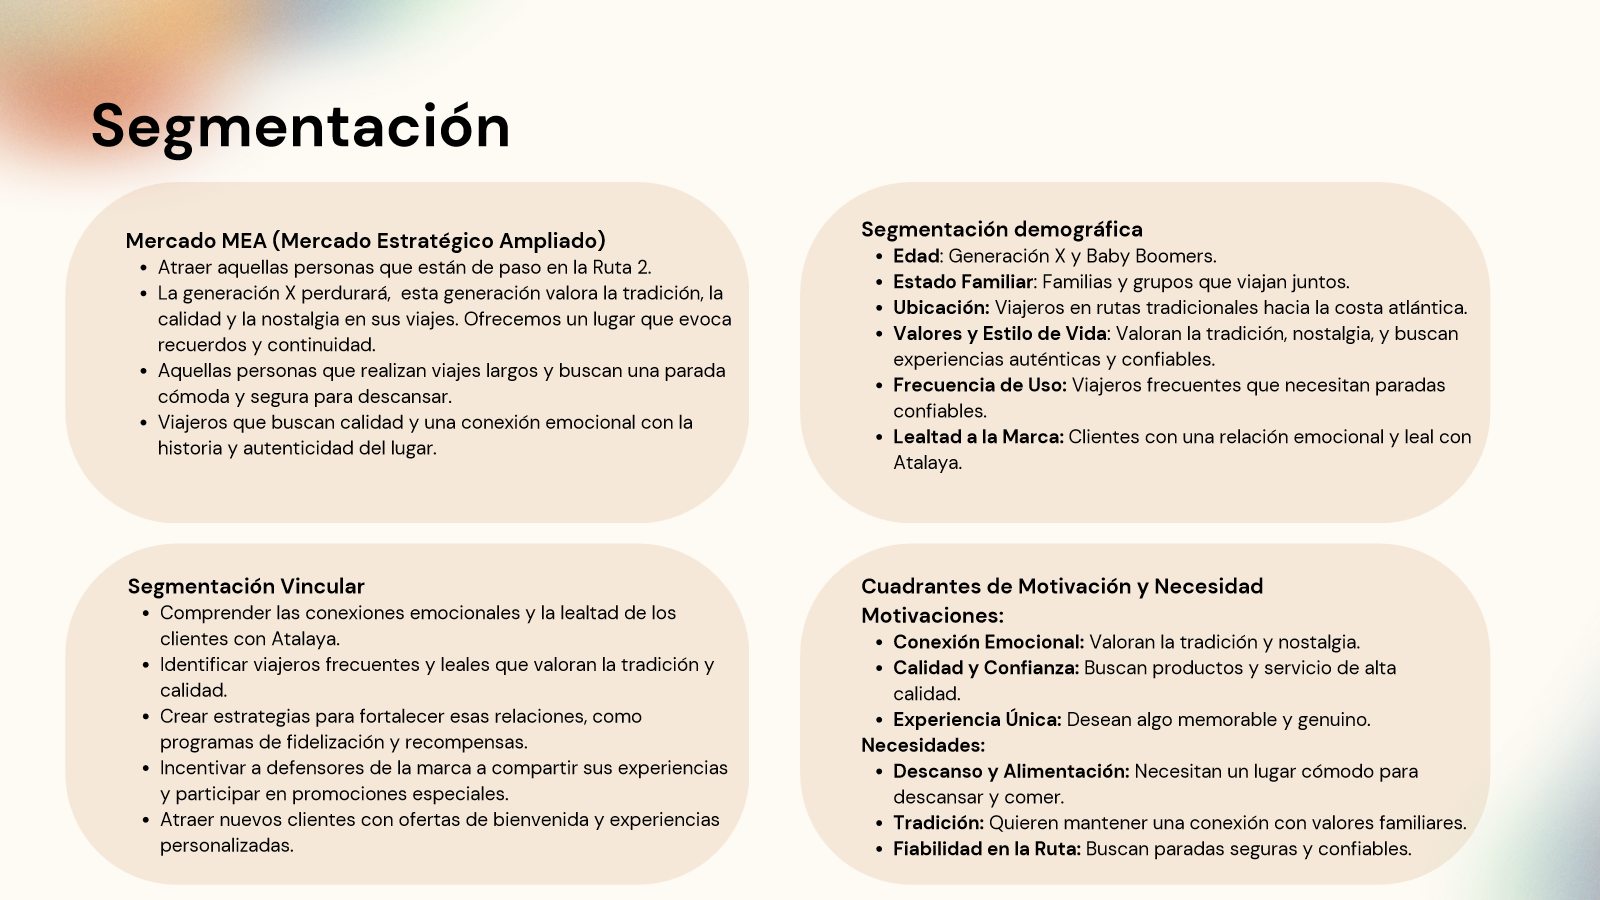 Segmentación
Mercado MEA (Mercado Estratégico Ampliado)
• Atraer aquellas personas que están de paso en la Ruta 2.
• La generación X perdurará,  esta generación valora la tradición, la
calidad y la nostalgia en sus viajes. Ofrecemos un lugar que evoca
recuerdos y continuidad.
• Aquellas personas que realizan viajes largos y buscan una parada
cómoda y segura para descansar.
• Viajeros que buscan calidad y una conexión emocional con la
historia y autenticidad del lugar.
Segmentación demográfica
• Edad: Generación X y Baby Boomers.
• Estado Familiar: Familias y grupos que viajan juntos.
• Ubicación: Viajeros en rutas tradicionales hacia la costa atlántica.
• Valores y Estilo de Vida: Valoran la tradición, nostalgia, y buscan
experiencias auténticas y confiables.
• Frecuencia de Uso: Viajeros frecuentes que necesitan paradas
confiables.
• Lealtad a la Marca: Clientes con una relación emocional y leal con
Atalaya.
Segmentación Vincular
• Comprender las conexiones emocionales y la lealtad de los
clientes con Atalaya.
• Identificar viajeros frecuentes y leales que valoran la tradición y
calidad.
• Crear estrategias para fortalecer esas relaciones, como
programas de fidelización y recompensas.
• Incentivar a defensores de la marca a compartir sus experiencias
y participar en promociones especiales.
• Atraer nuevos clientes con ofertas de bienvenida y experiencias
personalizadas.
Cuadrantes de Motivación y Necesidad
Motivaciones:
• Conexión Emocional: Valoran la tradición y nostalgia.
• Calidad y Confianza: Buscan productos y servicio de alta
calidad.
• Experiencia Única: Desean algo memorable y genuino.
Necesidades:
• Descanso y Alimentación: Necesitan un lugar cómodo para
descansar y comer.
• Tradición: Quieren mantener una conexión con valores familiares.
• Fiabilidad en la Ruta: Buscan paradas seguras y confiables.